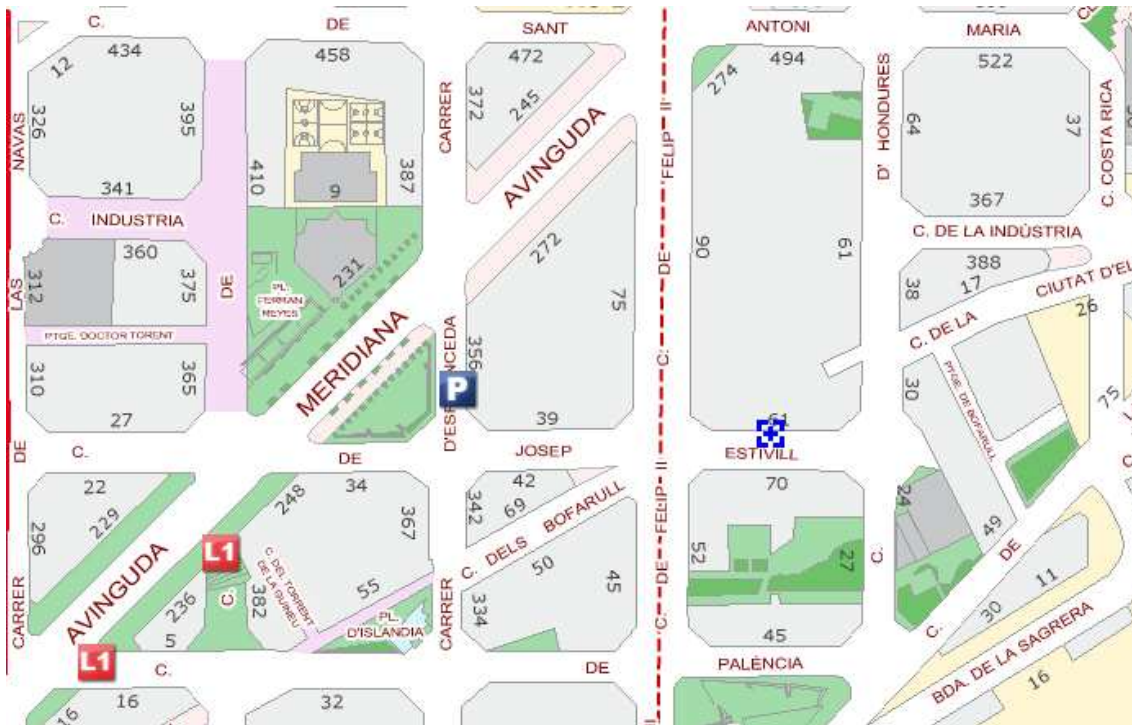 C.
DE
SANT
ANTONI
MARIA
434
458
472
494
522
12
274
NAVAS
326
395
CARRER
372
245
AVINGUDA
C. DE FELIP II
D' HONDURES
64
37
C. COSTA RICA
410
387
9
341
367
C. INDUSTRIA
C. DE LA INDÚSTRIA
360
272
90
61
388
LAS
312
375
DE
231
PL.
FERRAN
REYES
75
38
17
CIUTAT D'EL
26
PTGE. DOCTOR TORENT
MERIDIANA
C. DE LA
310
365
356
P
30
PTGE. DE BOFARULL
75
27
39
61
DE
C.
DE
JOSEP
ESTIVILL
22
34
42
70
229
248
367
342
69
24
296
L1
C. DELS BOFARULL
C. DE FELIP II
52
27
49
AVINGUDA
C. DEL TORRENT
DE LA GUINEU
55
50
45
C.
DE
11
CARRER
236
C.
382
PL.
D'ISLANDIA
CARRER
334
30
5
45
L1
C.
DE
PALÈNCIA
BDA. DE LA SAGRERA
16
16
16
32